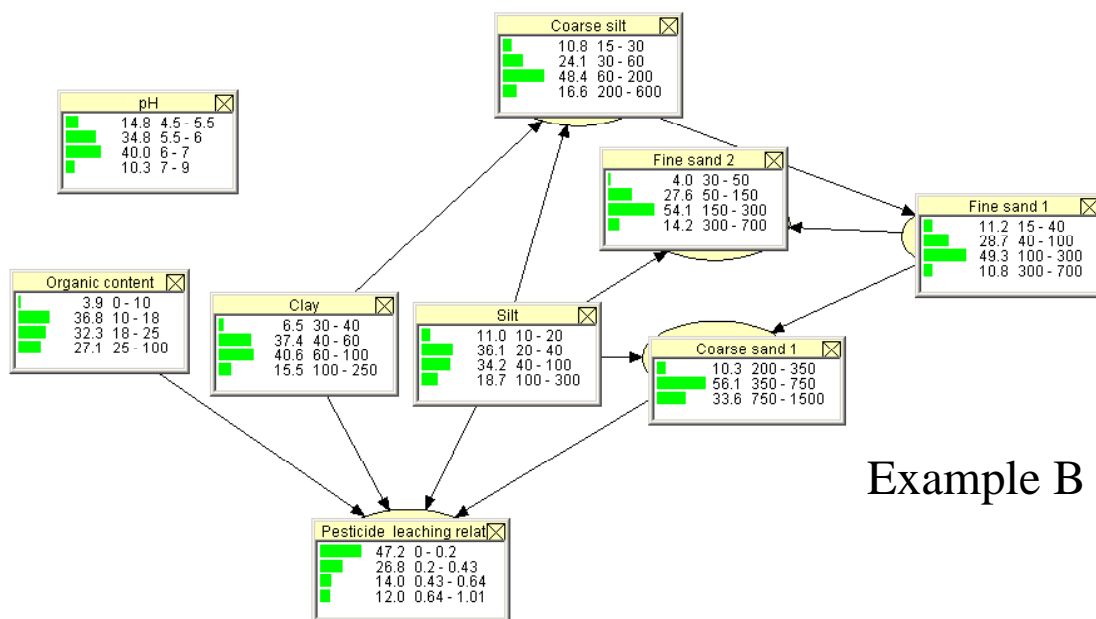 Coarse silt
10.8 15 - 30
24.1 30 - 60
48.4 60 - 200
16.6 200 - 600
pH
14.8 4.5 - 5.5
34.8 5.5 - 6
40.0 6 - 7
10.3 7 - 9
Fine sand 2
4.0 30 - 50
27.6 50 - 150
54.1 150 - 300
14.2 300 - 700
Fine sand 1
11.2 15 - 40
28.7 40 - 100
49.3 100 - 300
10.8 300 - 700
Organic content
3.9 0 - 10
36.8 10 - 18
32.3 18 - 25
27.1 25 - 100
Clay
6.5 30 - 40
37.4 40 - 60
40.6 60 - 100
15.5 100 - 250
Silt
11.0 10 - 20
36.1 20 - 40
34.2 40 - 100
18.7 100 - 300
Coarse sand 1
10.3 200 - 350
56.1 350 - 750
33.6 750 - 1500
Example B
Pesticide leaching relat
47.2 0 - 0.2
26.8 0.2 - 0.43
14.0 0.43 - 0.64
12.0 0.64 - 1.01